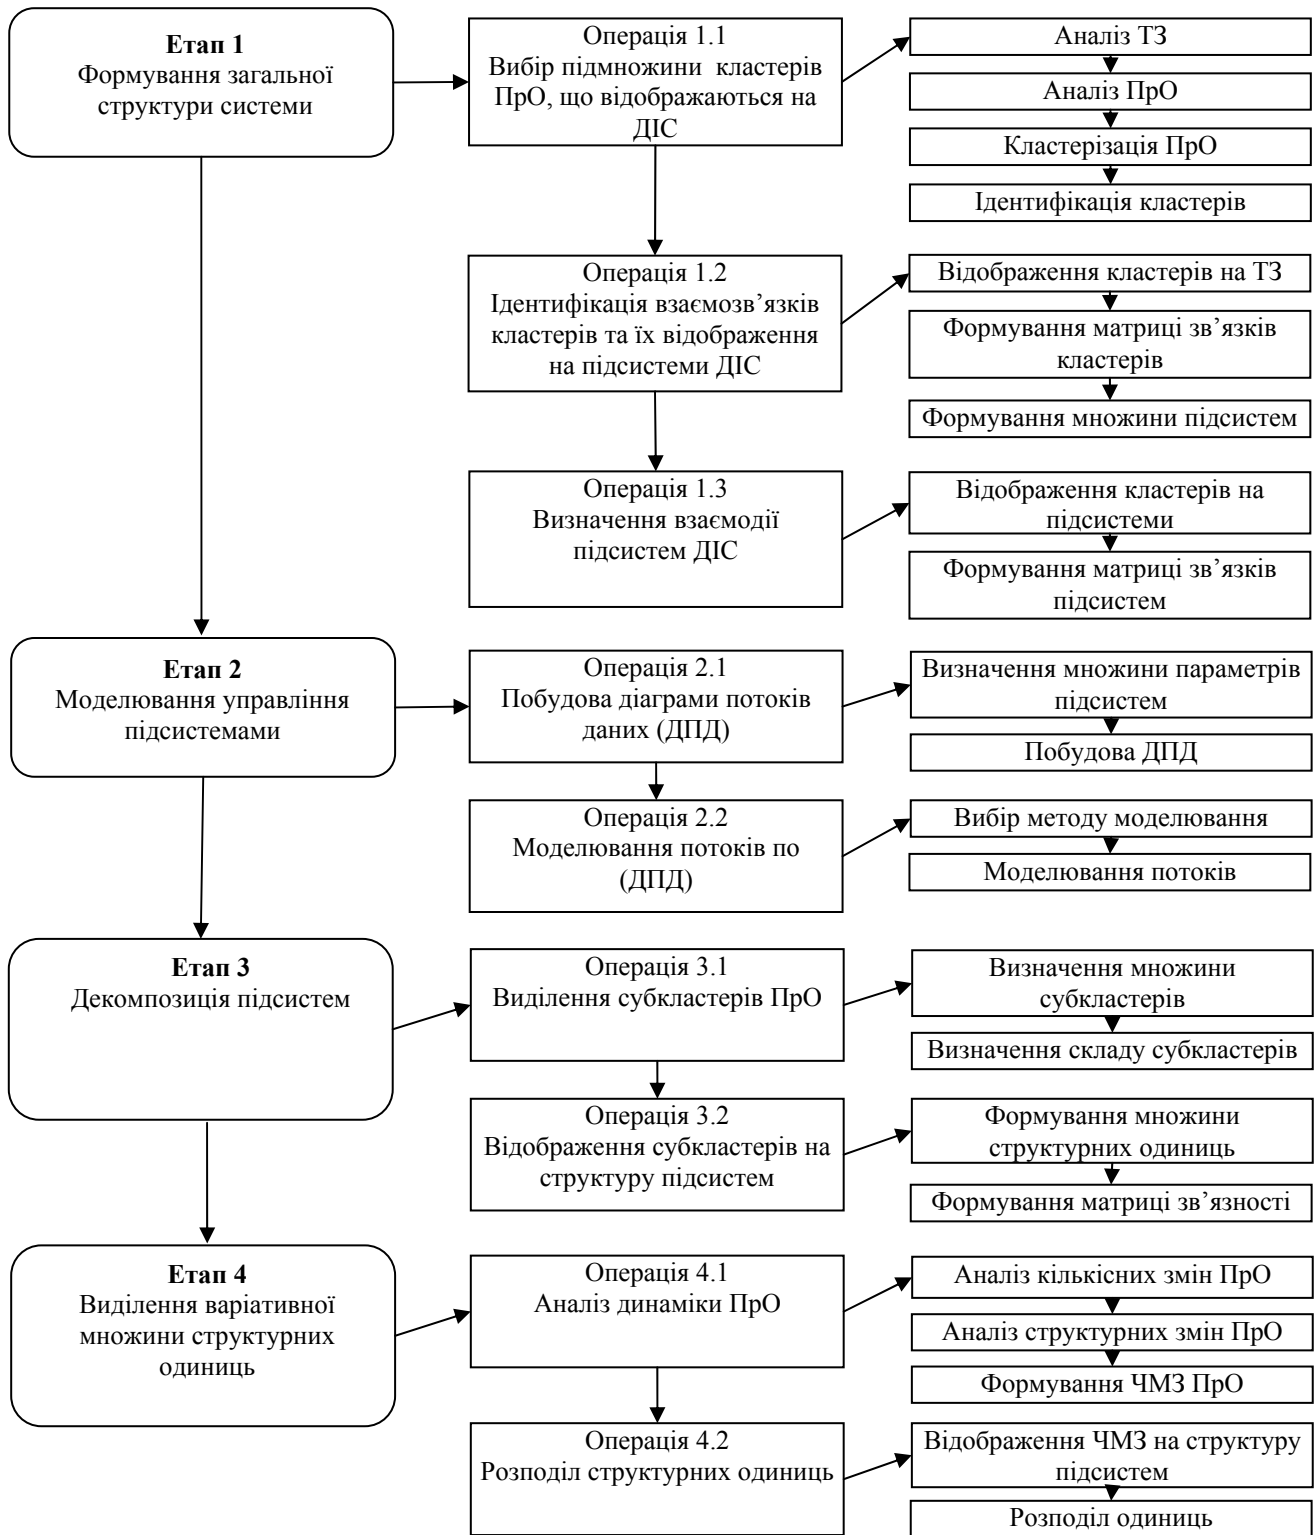 Етап 1
Формування загальної
структури системи
Операція 1.1
Вибір підмножини кластерів
ПрО, що відображаються на
ДІС
Аналіз ТЗ
Аналіз ПрО
Кластерізація ПрО
Ідентифікація кластерів
Операція 1.2
Ідентифікація взаємозв’язків
кластерів та їх відображення
на підсистеми ДІС
Відображення кластерів на ТЗ
Формування матриці зв’язків
кластерів
Формування множини підсистем
Операція 1.3
Визначення взаємодії
підсистем ДІС
Відображення кластерів на
підсистеми
Формування матриці зв’язків
підсистем
Етап 2
Моделювання управління
підсистемами
Операція 2.1
Побудова діаграми потоків
даних (ДПД)
Визначення множини параметрів
підсистем
Побудова ДПД
Операція 2.2
Моделювання потоків по
(ДПД)
Вибір методу моделювання
Моделювання потоків
Етап 3
Декомпозиція підсистем
Операція 3.1
Виділення субкластерів ПрО
Визначення множини
субкластерів
Визначення складу субкластерів
Операція 3.2
Відображення субкластерів на
структуру підсистем
Формування множини
структурних одиниць
Формування матриці зв’язності
Етап 4
Виділення варіативної
множини структурних
одиниць
Операція 4.1
Аналіз динаміки ПрО
Аналіз кількісних змін ПрО
Аналіз структурних змін ПрО
Формування ЧМЗ ПрО
Операція 4.2
Розподіл структурних одиниць
Відображення ЧМЗ на структуру
підсистем
Розподіл одиниць